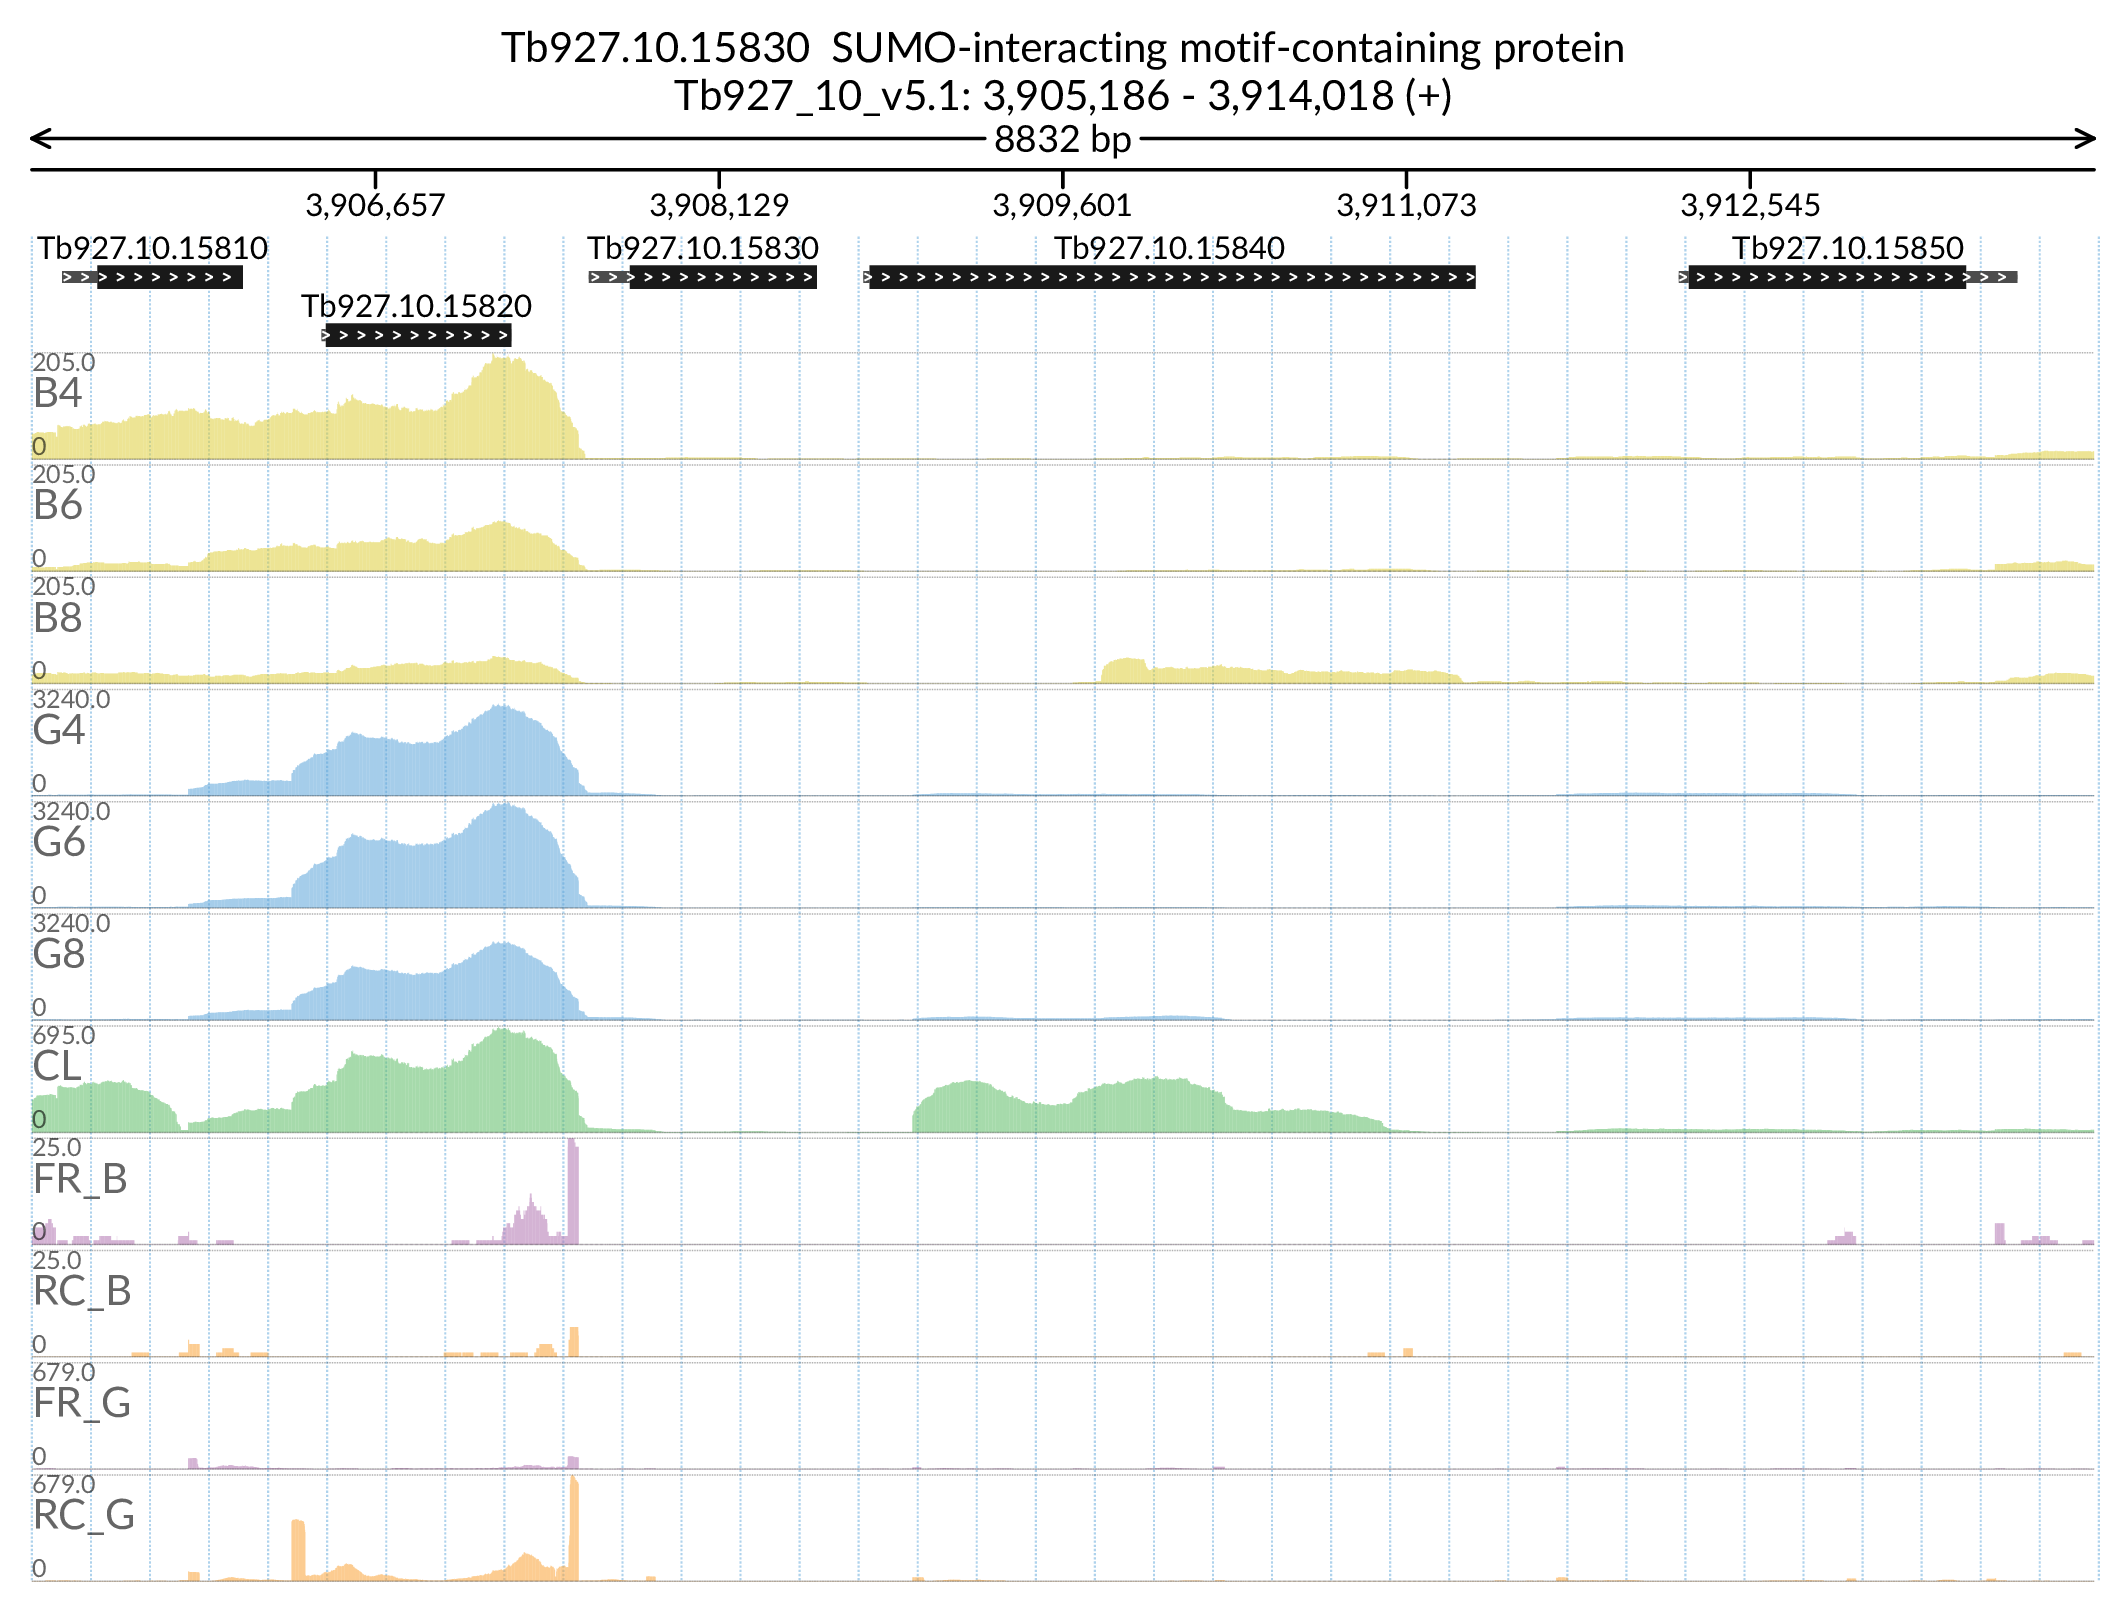 Tb927.10.15830 SUMO-interacting motif-containing protein
Tb927_10_v5.1: 3,905,186 - 3,914,018 (+)
8832 bp
3,906,657 3,908,129 3,909,601 3,911,073 3,912,545
Tb927.10.15810 Tb927.10.15830 Tb927.10.15840 Tb927.10.15850
Tb927.10.15820
205.0
B4
0
205.0
B6
0
205.0
B8
0
3240.0
G4
0
3240.0
G6
0
3240.0
G8
0
695.0
CL
0
25.0
FR_B
0
25.0
RC_B
0
679.0
FR_G
0
679.0
RC_G
0